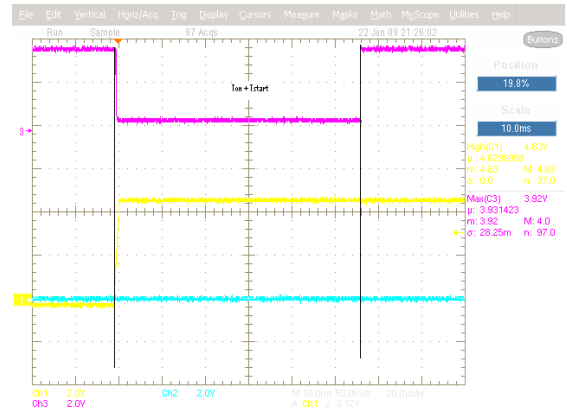 File Edit Vertical Horiz/Acq Trig Display Cursors Measure Masks Math MyScope Utilities Help
Run Sample 97 Acqs 22 Jan 09 21:26:02
Buttons
Position
19.8%
Scale
10.0ms
Ton + Tstart
3
High(C1) 4.63V
µ: 4.6298969
m: 4.63 M: 4.63
σ: 0.0 n: 97.0
Max(C3) 3.92V
µ: 3.931423
m: 3.92 M: 4.0
σ: 28.25m n: 97.0
1
Ch1 2.0V Ch2 2.0V M 10.0ms 50.0kS/s 20.0µs/pt
Ch3 2.0V A Ch1 3.12V